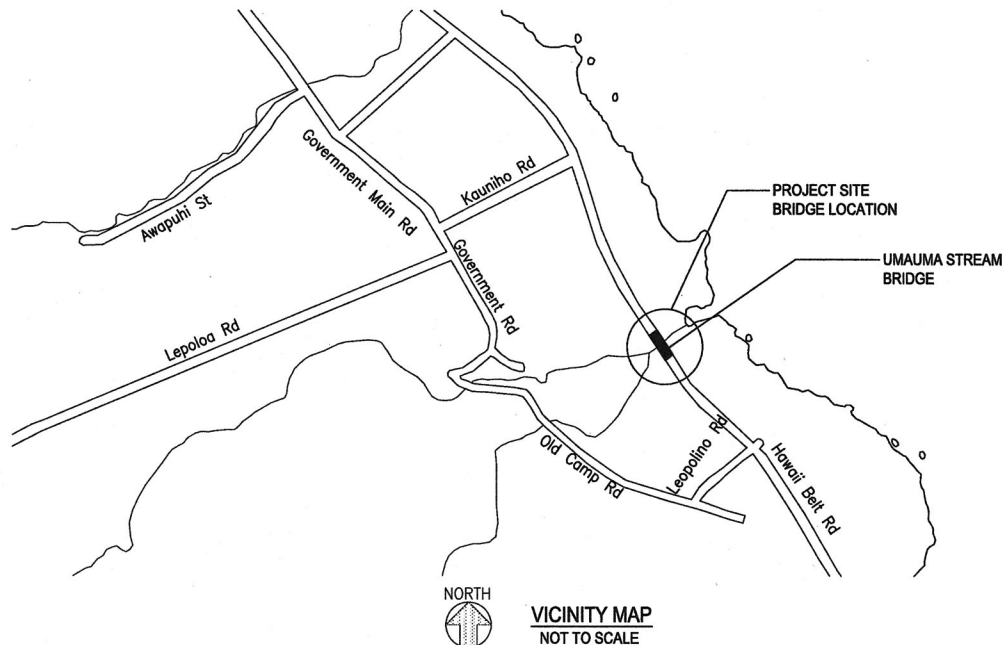 Awapuhi St
Government Main Rd
Kauniho Rd
PROJECT SITE
BRIDGE LOCATION
UMAUMA STREAM
BRIDGE
Government Rd
Lepoloa Rd
Old Camp Rd
Leopolino Rd
Hawaii Belt Rd
NORTH
VICINITY MAP
NOT TO SCALE